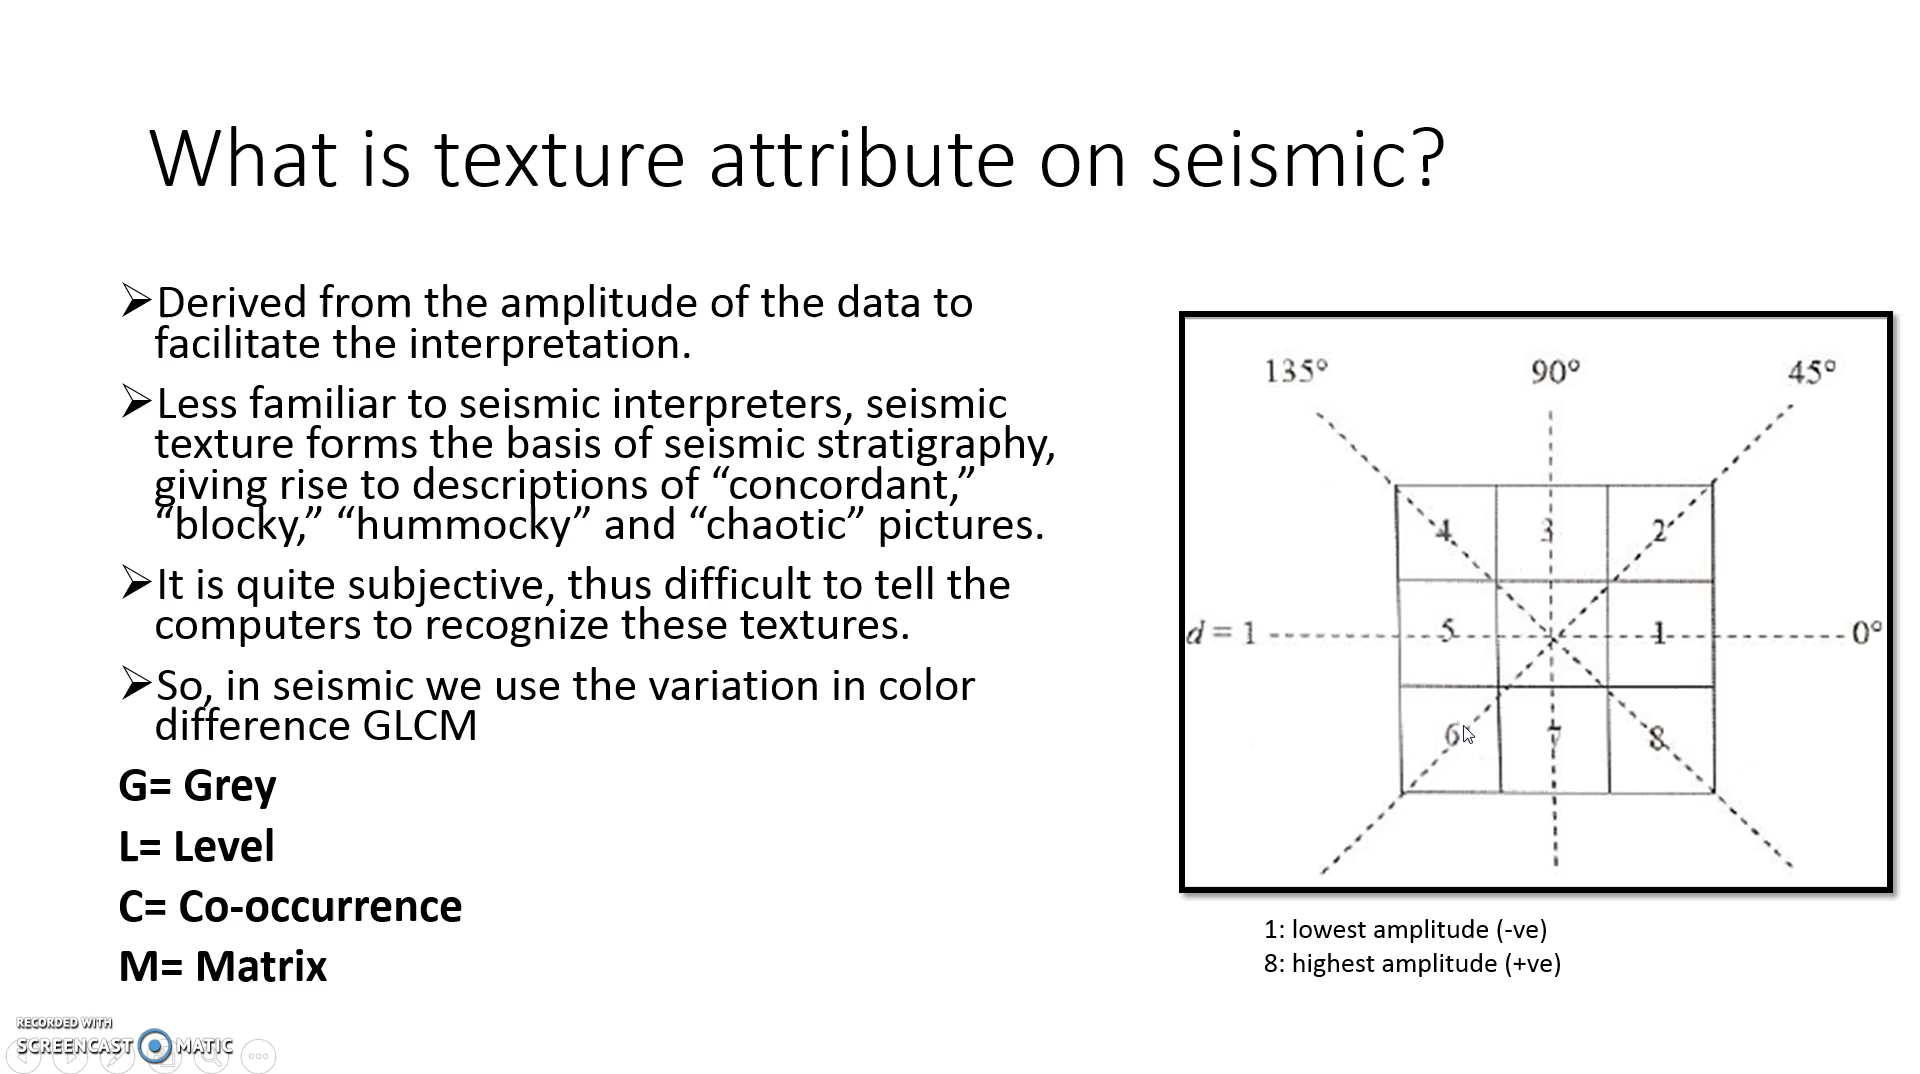 What is texture attribute on seismic?
➢Derived from the amplitude of the data to
facilitate the interpretation.
➢Less familiar to seismic interpreters, seismic
texture forms the basis of seismic stratigraphy,
giving rise to descriptions of “concordant,”
“blocky,” “hummocky” and “chaotic” pictures.
➢It is quite subjective, thus difficult to tell the
computers to recognize these textures.
➢So, in seismic we use the variation in color
difference GLCM
G= Grey
L= Level
C= Co-occurrence
M= Matrix
135° 90° 45°
4 3 2
d = 1 5 1 0°
6 7 8
1: lowest amplitude (-ve)
8: highest amplitude (+ve)
RECORDED WITH
SCREENCAST MATIC